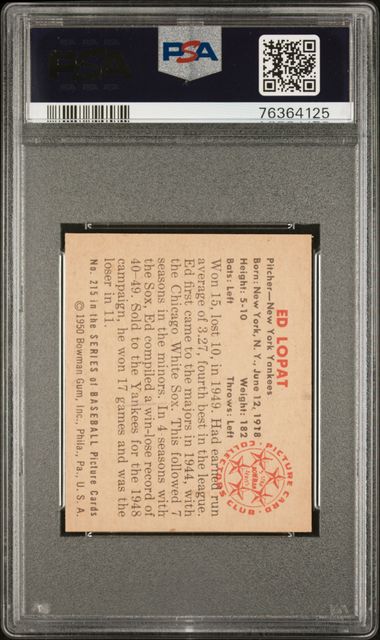 PSA
PSA
76364125
ED LOPAT
Pitcher—New York Yankees
Born: New York, N. Y.—June 12, 1918
Height: 5-10 Weight: 182
Bats: Left Throws: Left
Won 15, lost 10, in 1949. Had earned run
average of 3.27, fourth best in the league.
Ed first came to the majors in 1944, with
the Chicago White Sox. This followed 7
seasons in the minors. In 4 seasons with
the Sox, Ed compiled a win-lose record of
40-49. Sold to the Yankees for the 1948
campaign, he won 17 games and was the
loser in 11.
No. 215 in the SERIES of BASEBALL Picture Cards
© 1950 Bowman Gum, Inc., Phila., Pa., U. S. A.
PICTURE CARD
COLLECTORS CLUB
BOWMAN